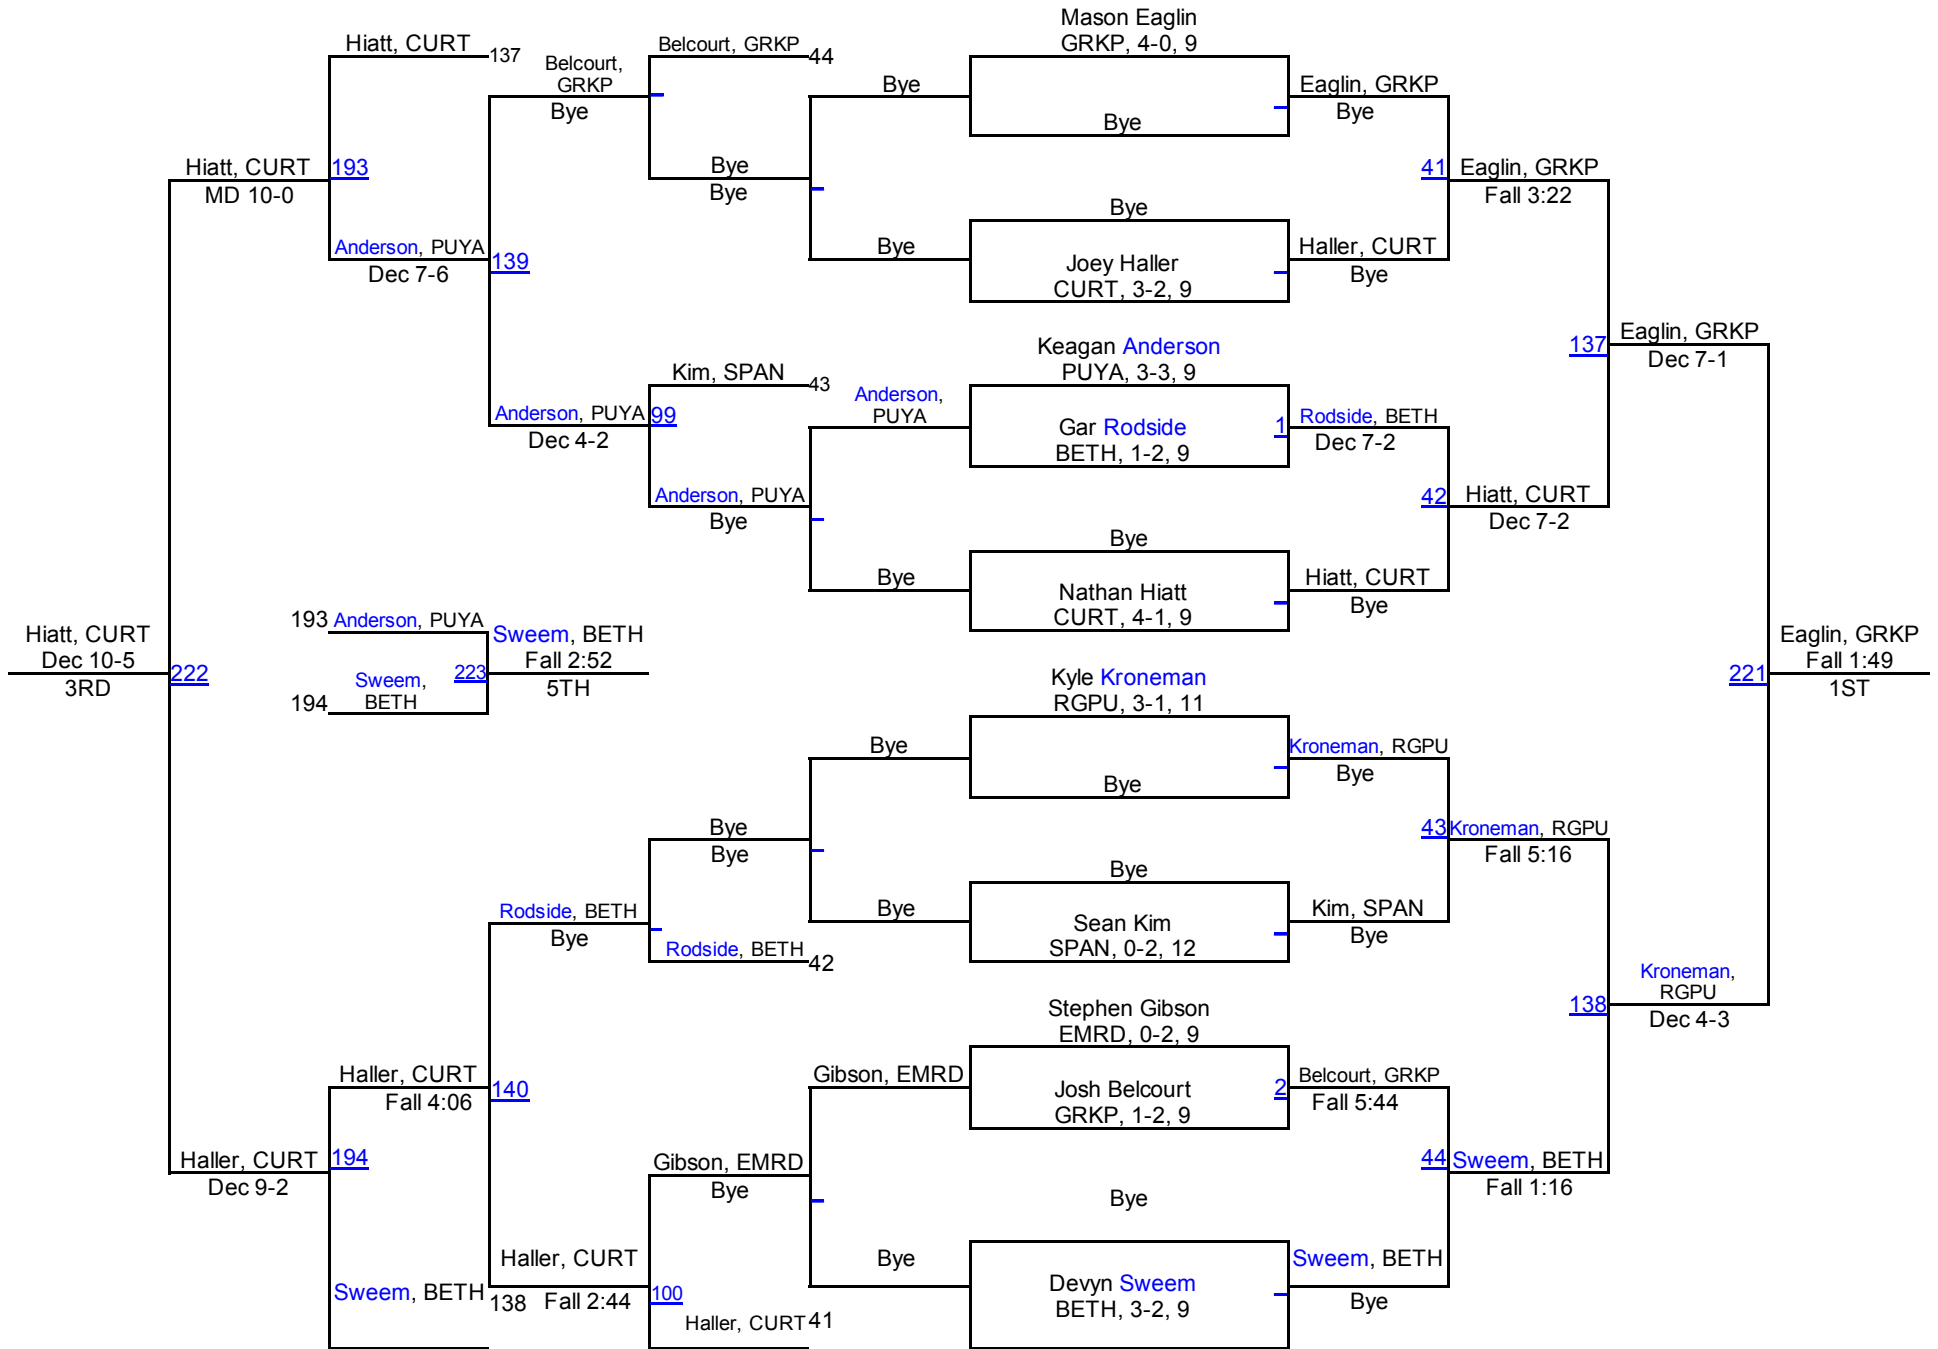 Mason Eaglin
GRKP, 4-0, 9
Hiatt, CURT
137
Belcourt, GRKP
44
Belcourt,
GRKP
Bye
Bye
Eaglin, GRKP
Bye
Bye
Hiatt, CURT
193
MD 10-0
Bye
Bye
41
Eaglin, GRKP
Fall 3:22
Bye
Anderson, PUYA
139
Dec 7-6
Bye
Joey Haller
CURT, 3-2, 9
Haller, CURT
Bye
Keagan Anderson
PUYA, 3-3, 9
137
Eaglin, GRKP
Dec 7-1
Kim, SPAN
43
Anderson,
PUYA
Anderson, PUYA
99
Dec 4-2
Gar Rodside
BETH, 1-2, 9
1
Rodside, BETH
Dec 7-2
Anderson, PUYA
Bye
42
Hiatt, CURT
Dec 7-2
Bye
Bye
Nathan Hiatt
CURT, 4-1, 9
Hiatt, CURT
Bye
193
Anderson, PUYA
Hiatt, CURT
Dec 10-5
3RD
222
Sweem,
BETH
194
223
Sweem, BETH
Fall 2:52
5TH
Kyle Kroneman
RGPU, 3-1, 11
221
Eaglin, GRKP
Fall 1:49
1ST
Bye
Bye
Kroneman, RGPU
Bye
Bye
Bye
43
Kroneman, RGPU
Fall 5:16
Bye
Rodside, BETH
Bye
Bye
Sean Kim
SPAN, 0-2, 12
Kim, SPAN
Bye
Rodside, BETH
42
138
Kroneman,
RGPU
Dec 4-3
Stephen Gibson
EMRD, 0-2, 9
Haller, CURT
140
Fall 4:06
Gibson, EMRD
Josh Belcourt
GRKP, 1-2, 9
2
Belcourt, GRKP
Fall 5:44
Haller, CURT
194
Dec 9-2
Gibson, EMRD
Bye
Bye
44
Sweem, BETH
Fall 1:16
Haller, CURT
Fall 2:44
100
Bye
Devyn Sweem
BETH, 3-2, 9
Sweem, BETH
Bye
Sweem, BETH
138
Haller, CURT
41